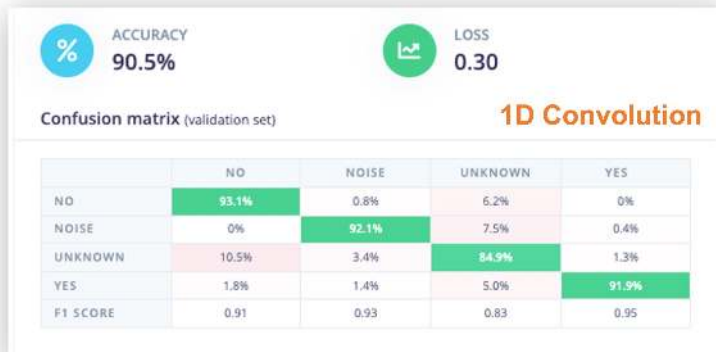 ACCURACY
90.5%
LOSS
0.30
Confusion matrix (validation set)
1D Convolution
NO NOISE UNKNOWN YES
NO 93.1% 0.8% 6.2% 0%
NOISE 0% 92.1% 7.5% 0.4%
UNKNOWN 10.5% 3.4% 84.9% 1.3%
YES 1.8% 1.4% 5.0% 91.9%
F1 SCORE 0.91 0.93 0.83 0.95